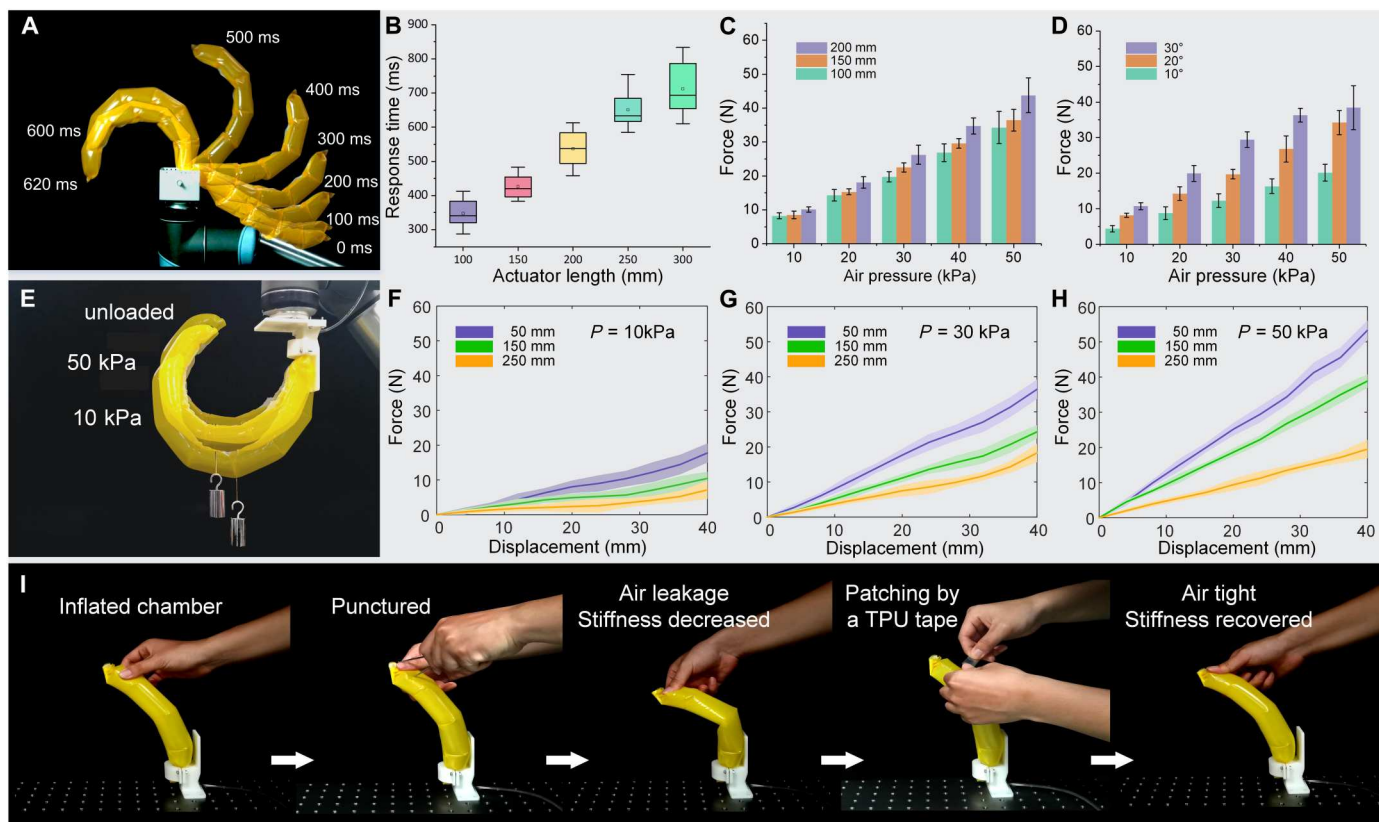 A
500 ms
400 ms
300 ms
200 ms
100 ms
0 ms
600 ms
620 ms
B
Response time (ms)
900
800
700
600
500
400
300
100
150
200
250
300
Actuator length (mm)
C
Force (N)
60
50
40
30
20
10
0
200 mm
150 mm
100 mm
10
20
30
40
50
Air pressure (kPa)
D
Force (N)
60
50
40
30
20
10
0
30°
20°
10°
10
20
30
40
50
Air pressure (kPa)
E
unloaded
50 kPa
10 kPa
F
Force (N)
60
50
40
30
20
10
0
50 mm
150 mm
250 mm
P = 10kPa
0
10
20
30
40
Displacement (mm)
G
Force (N)
60
50
40
30
20
10
0
50 mm
150 mm
250 mm
P = 30 kPa
0
10
20
30
40
Displacement (mm)
H
Force (N)
60
50
40
30
20
10
0
50 mm
150 mm
250 mm
P = 50 kPa
0
10
20
30
40
Displacement (mm)
I
Inflated chamber
Punctured
Air leakage
Stiffness decreased
Patching by
a TPU tape
Air tight
Stiffness recovered